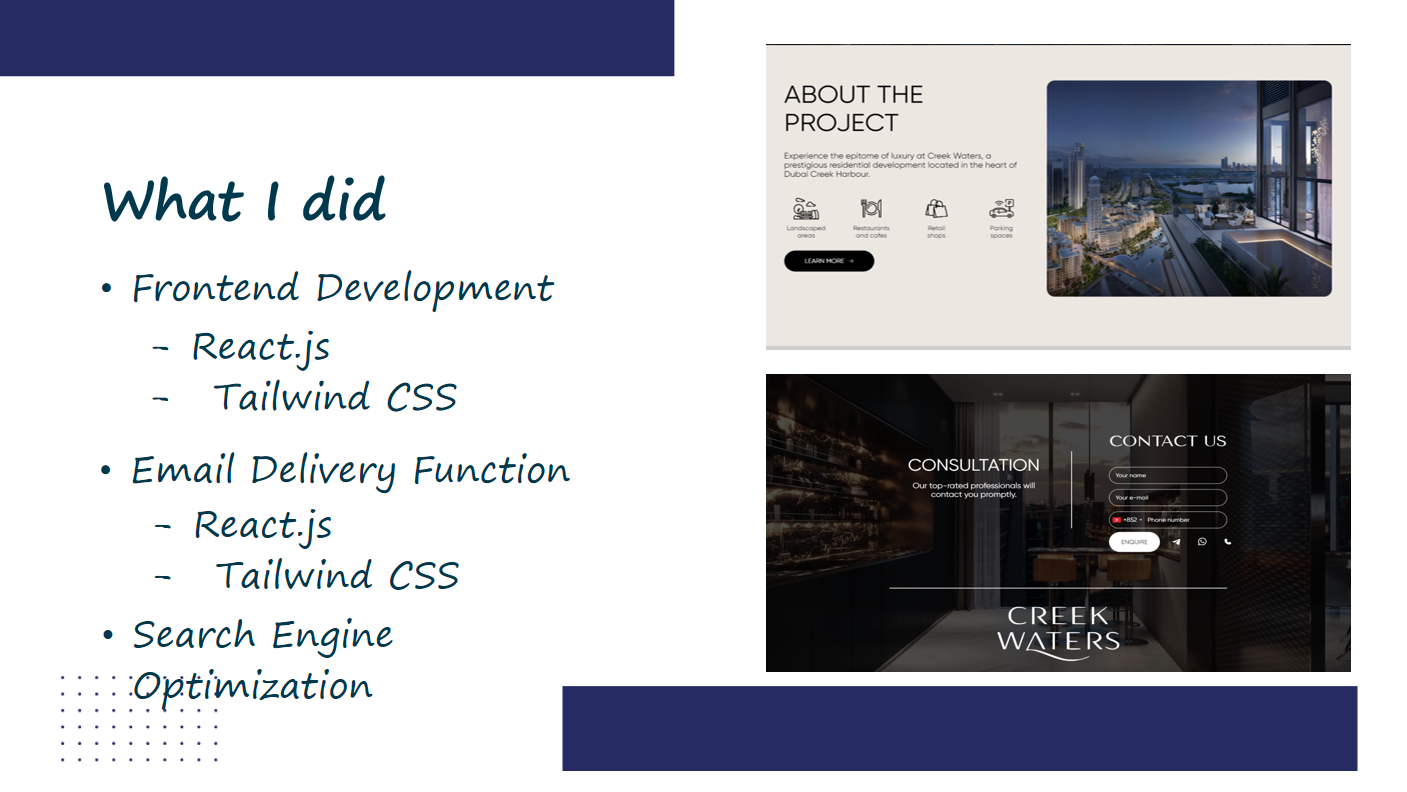 What I did
• Frontend Development
- React.js
- Tailwind CSS
• Email Delivery Function
- React.js
- Tailwind CSS
• Search Engine
Optimization
ABOUT THE
PROJECT
Experience the epitome of luxury at Creek Waters, a
prestigious residential development located in the heart of
Dubai Creek Harbour.
Landscaped
areas
Restaurants
and cafes
Retail
shops
Parking
spaces
LEARN MORE →
CONSULTATION
Our top-rated professionals will
contact you promptly.
CONTACT US
Your name
Your e-mail
+852 Phone number
ENQUIRE
CREEK
WATERS